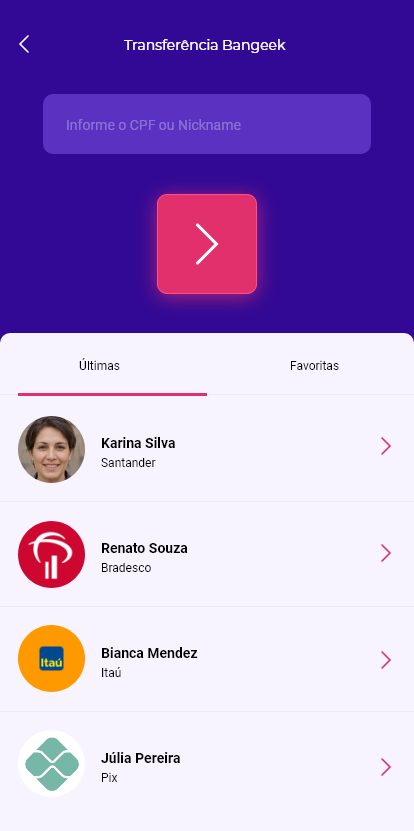 Transferência Bangeek
Informe o CPF ou Nickname
Últimas
Favoritas
Karina Silva
Santander
Renato Souza
Bradesco
Itaú
Bianca Mendez
Itaú
Júlia Pereira
Pix